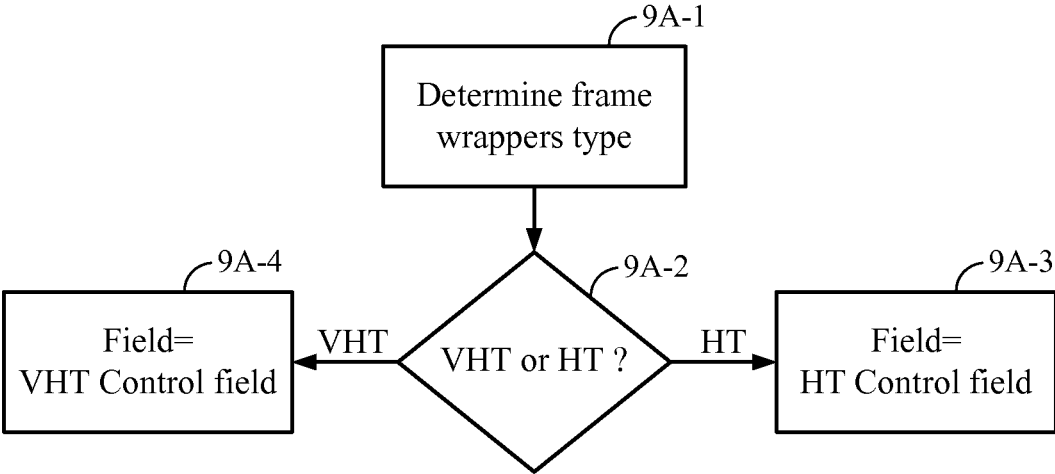 9A-1
Determine frame
wrappers type
9A-4
9A-2
9A-3
Field=
VHT Control field
VHT
VHT or HT ?
HT
Field=
HT Control field